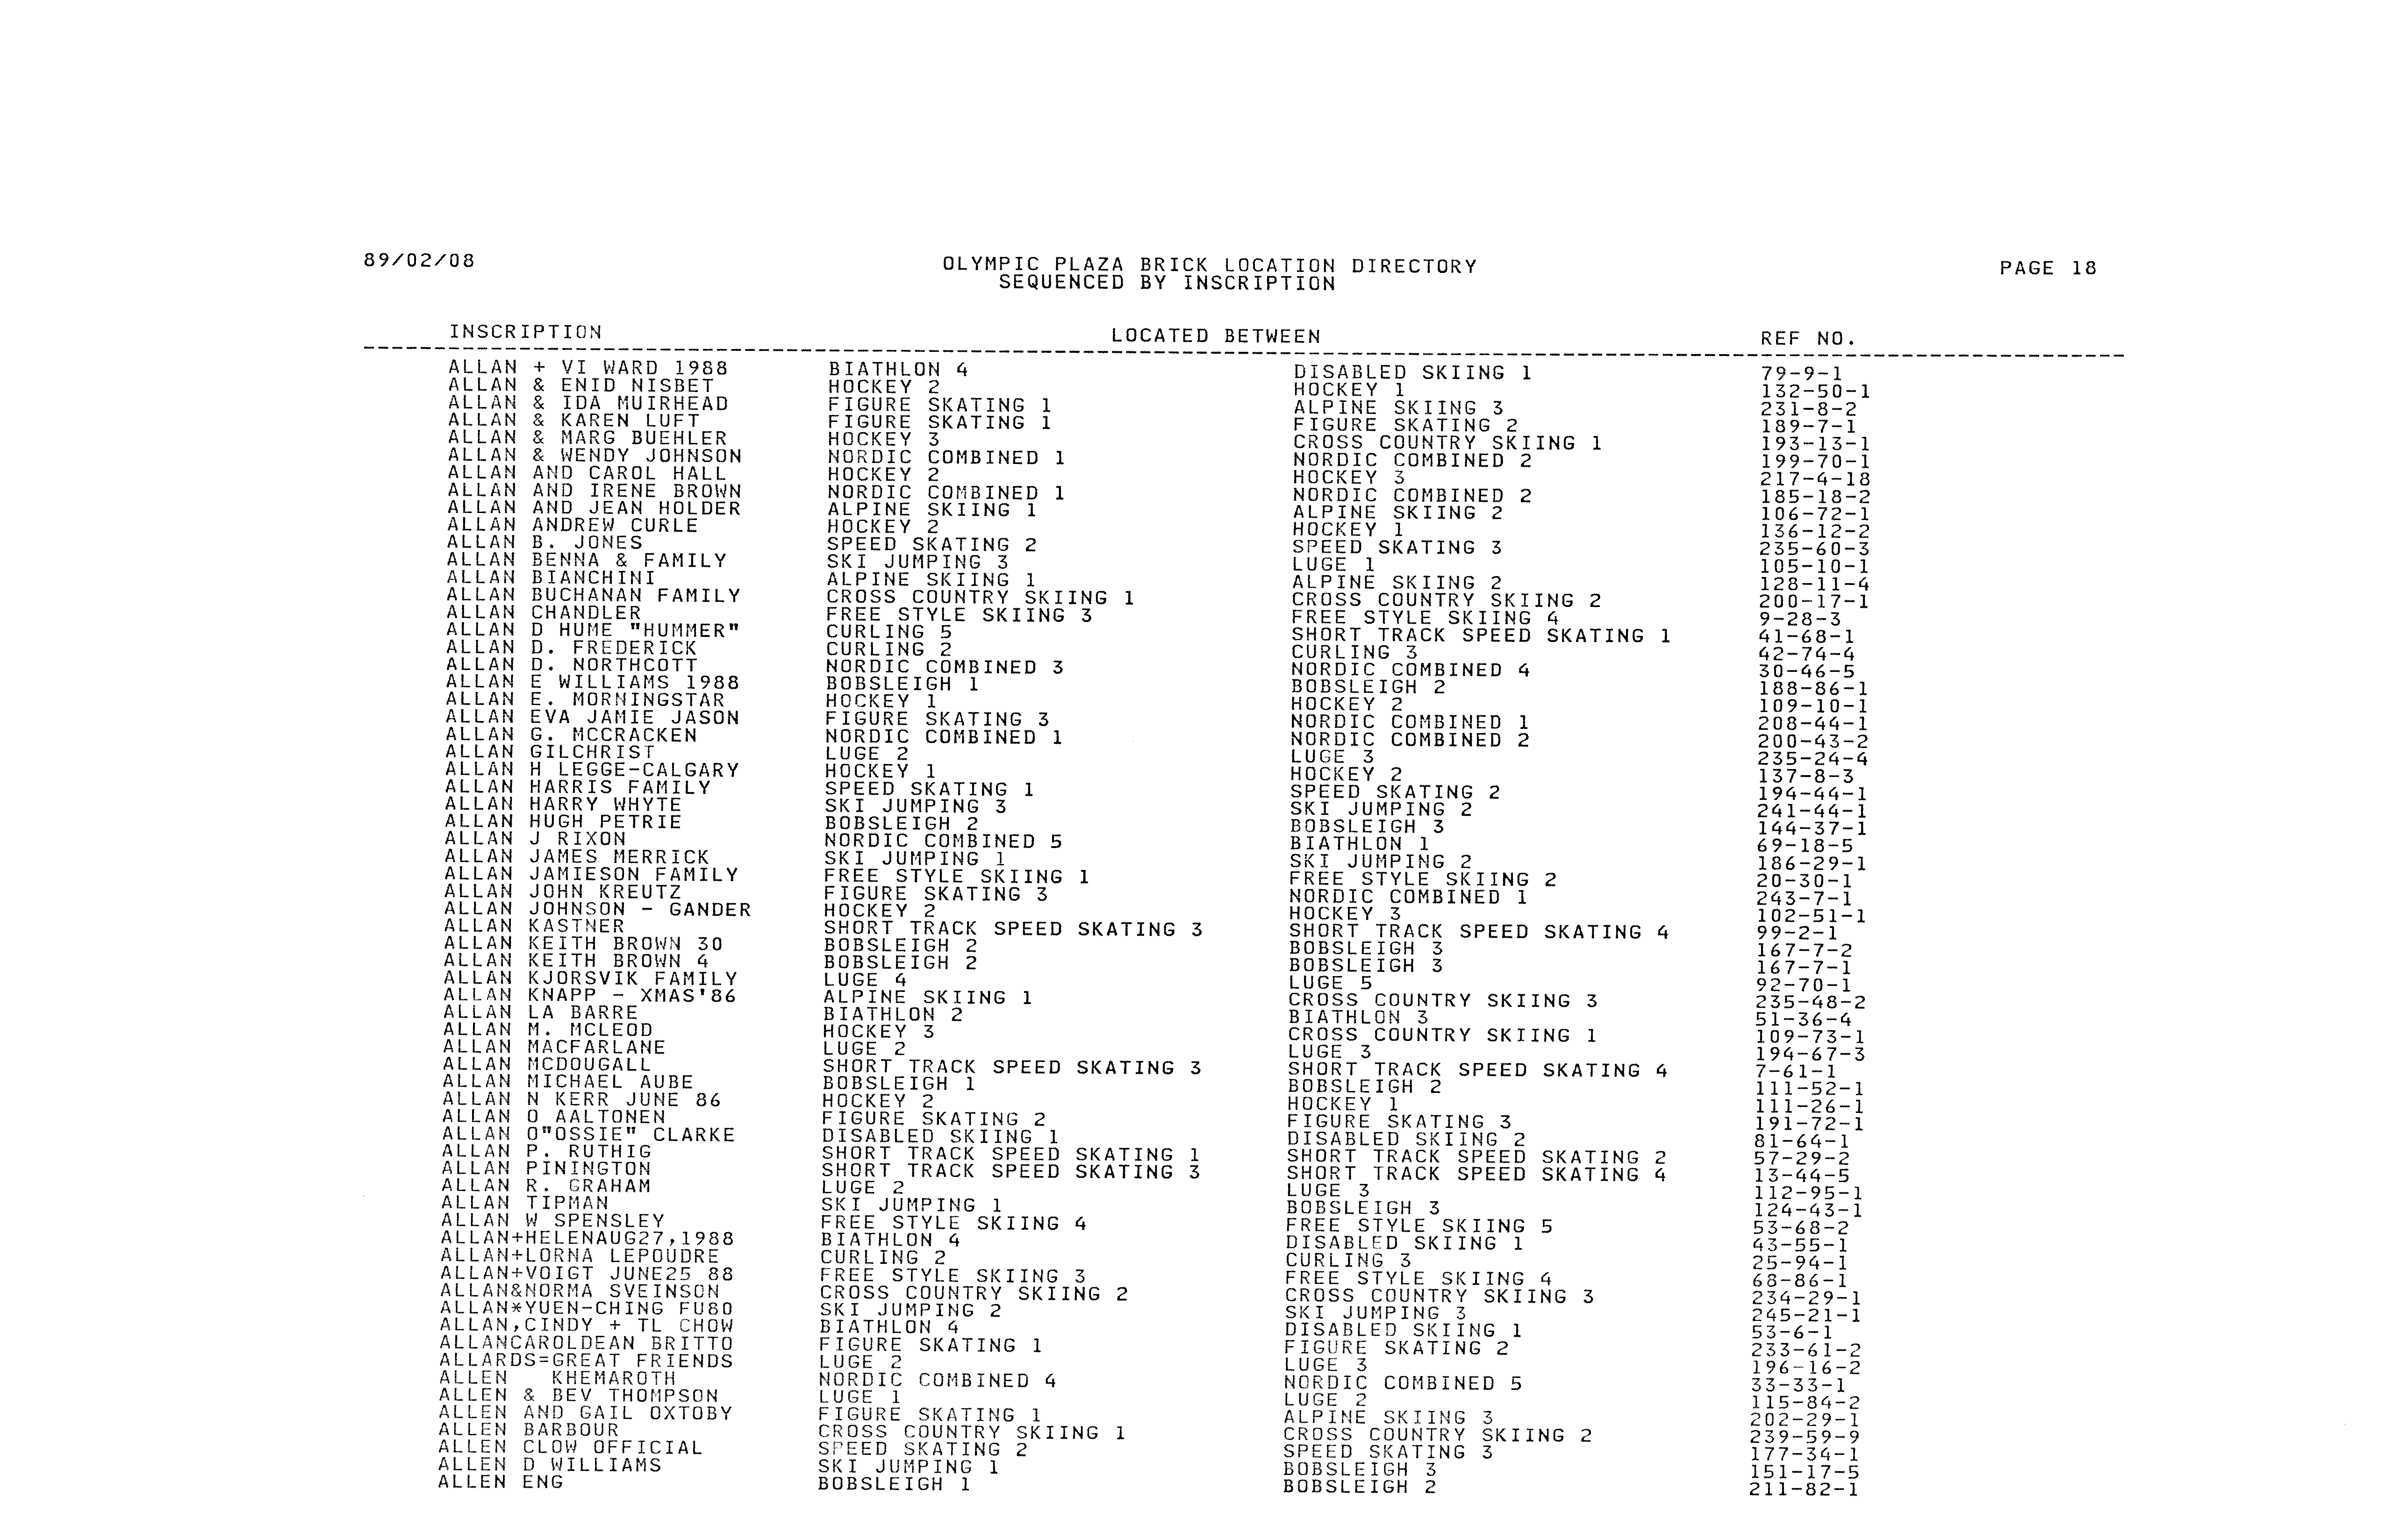 89/02/08 OLYMPIC PLAZA BRICK LOCATION DIRECTORY PAGE 18
SEQUENCED BY INSCRIPTION
INSCRIPTION LOCATED BETWEEN REF NO.
ALLAN + VI WARD 1988 BIATHLON 4 DISABLED SKIING 1 79-9-1
ALLAN & ENID NISBET HOCKEY 2 HOCKEY 1 132-50-1
ALLAN & IDA MUIRHEAD FIGURE SKATING 1 ALPINE SKIING 3 231-8-2
ALLAN & KAREN LUFT FIGURE SKATING 1 FIGURE SKATING 2 189-7-1
ALLAN & MARG BUEHLER HOCKEY 3 CROSS COUNTRY SKIING 1 193-13-1
ALLAN & WENDY JOHNSON NORDIC COMBINED 1 NORDIC COMBINED 2 199-70-1
ALLAN AND CAROL HALL HOCKEY 2 HOCKEY 3 217-4-18
ALLAN AND IRENE BROWN NORDIC COMBINED 1 NORDIC COMBINED 2 185-18-2
ALLAN AND JEAN HOLDER ALPINE SKIING 1 ALPINE SKIING 2 106-72-1
ALLAN ANDREW CURLE HOCKEY 2 HOCKEY 1 136-12-2
ALLAN B. JONES SPEED SKATING 2 SPEED SKATING 3 235-60-3
ALLAN BENNA & FAMILY SKI JUMPING 3 LUGE 1 105-10-1
ALLAN BIANCHINI ALPINE SKIING 1 ALPINE SKIING 2 128-11-4
ALLAN BUCHANAN FAMILY CROSS COUNTRY SKIING 1 CROSS COUNTRY SKIING 2 200-17-1
ALLAN CHANDLER FREE STYLE SKIING 3 FREE STYLE SKIING 4 9-28-3
ALLAN D HUME "HUMMER" CURLING 5 SHORT TRACK SPEED SKATING 1 41-68-1
ALLAN D. FREDERICK CURLING 2 CURLING 3 42-74-4
ALLAN D. NORTHCOTT NORDIC COMBINED 3 NORDIC COMBINED 4 30-46-5
ALLAN E WILLIAMS 1988 BOBSLEIGH 1 BOBSLEIGH 2 188-86-1
ALLAN E. MORNINGSTAR HOCKEY 1 HOCKEY 2 109-10-1
ALLAN EVA JAMIE JASON FIGURE SKATING 3 NORDIC COMBINED 1 208-44-1
ALLAN G. MCCRACKEN NORDIC COMBINED 1 NORDIC COMBINED 2 200-43-2
ALLAN GILCHRIST LUGE 2 LUGE 3 235-24-4
ALLAN H LEGGE-CALGARY HOCKEY 1 HOCKEY 2 137-8-3
ALLAN HARRIS FAMILY SPEED SKATING 1 SPEED SKATING 2 194-44-1
ALLAN HARRY WHYTE SKI JUMPING 3 SKI JUMPING 2 241-44-1
ALLAN HUGH PETRIE BOBSLEIGH 2 BOBSLEIGH 3 144-37-1
ALLAN J RIXON NORDIC COMBINED 5 BIATHLON 1 69-18-5
ALLAN JAMES MERRICK SKI JUMPING 1 SKI JUMPING 2 186-29-1
ALLAN JAMIESON FAMILY FREE STYLE SKIING 1 FREE STYLE SKIING 2 20-30-1
ALLAN JOHN KREUTZ FIGURE SKATING 3 NORDIC COMBINED 1 243-7-1
ALLAN JOHNSON - GANDER HOCKEY 2 HOCKEY 3 102-51-1
ALLAN KASTNER SHORT TRACK SPEED SKATING 3 SHORT TRACK SPEED SKATING 4 99-2-1
ALLAN KEITH BROWN 30 BOBSLEIGH 2 BOBSLEIGH 3 167-7-2
ALLAN KEITH BROWN 4 BOBSLEIGH 2 BOBSLEIGH 3 167-7-1
ALLAN KJORSVIK FAMILY LUGE 4 LUGE 5 92-70-1
ALLAN KNAPP - XMAS'86 ALPINE SKIING 1 CROSS COUNTRY SKIING 3 235-48-2
ALLAN LA BARRE BIATHLON 2 BIATHLON 3 51-36-4
ALLAN M. MCLEOD HOCKEY 3 CROSS COUNTRY SKIING 1 109-73-1
ALLAN MACFARLANE LUGE 2 LUGE 3 194-67-3
ALLAN MCDOUGALL SHORT TRACK SPEED SKATING 3 SHORT TRACK SPEED SKATING 4 7-61-1
ALLAN MICHAEL AUBE BOBSLEIGH 1 BOBSLEIGH 2 111-52-1
ALLAN N KERR JUNE 86 HOCKEY 2 HOCKEY 1 111-26-1
ALLAN O AALTONEN FIGURE SKATING 2 FIGURE SKATING 3 191-72-1
ALLAN O"OSSIE" CLARKE DISABLED SKIING 1 DISABLED SKIING 2 81-64-1
ALLAN P. RUTHIG SHORT TRACK SPEED SKATING 1 SHORT TRACK SPEED SKATING 2 57-29-2
ALLAN PININGTON SHORT TRACK SPEED SKATING 3 SHORT TRACK SPEED SKATING 4 13-44-5
ALLAN R. GRAHAM LUGE 2 LUGE 3 112-95-1
ALLAN TIPMAN SKI JUMPING 1 BOBSLEIGH 3 124-43-1
ALLAN W SPENSLEY FREE STYLE SKIING 4 FREE STYLE SKIING 5 53-68-2
ALLAN+HELENAUG27,1988 BIATHLON 4 DISABLED SKIING 1 43-55-1
ALLAN+LORNA LEPOUDRE CURLING 2 CURLING 3 25-94-1
ALLAN+VOIGT JUNE25 88 FREE STYLE SKIING 3 FREE STYLE SKIING 4 68-86-1
ALLAN&NORMA SVEINSON CROSS COUNTRY SKIING 2 CROSS COUNTRY SKIING 3 234-29-1
ALLAN*YUEN-CHING FU80 SKI JUMPING 2 SKI JUMPING 3 245-21-1
ALLAN,CINDY + TL CHOW BIATHLON 4 DISABLED SKIING 1 53-6-1
ALLANCAROLDEAN BRITTO FIGURE SKATING 1 FIGURE SKATING 2 233-61-2
ALLARDS=GREAT FRIENDS LUGE 2 LUGE 3 196-16-2
ALLEN KHEMAROTH NORDIC COMBINED 4 NORDIC COMBINED 5 33-33-1
ALLEN & BEV THOMPSON LUGE 1 LUGE 2 115-84-2
ALLEN AND GAIL OXTOBY FIGURE SKATING 1 ALPINE SKIING 3 202-29-1
ALLEN BARBOUR CROSS COUNTRY SKIING 1 CROSS COUNTRY SKIING 2 239-59-9
ALLEN CLOW OFFICIAL SPEED SKATING 2 SPEED SKATING 3 177-34-1
ALLEN D WILLIAMS SKI JUMPING 1 BOBSLEIGH 3 151-17-5
ALLEN ENG BOBSLEIGH 1 BOBSLEIGH 2 211-82-1